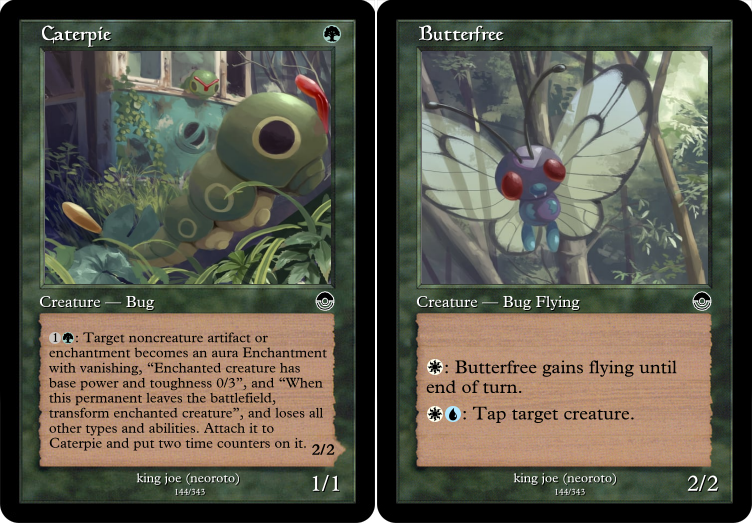 Caterpie
Creature — Bug
1: Target noncreature artifact or
enchantment becomes an aura Enchantment
with vanishing, “Enchanted creature has
base power and toughness 0/3”, and “When
this permanent leaves the battlefield,
transform enchanted creature”, and loses all
other types and abilities. Attach it to
Caterpie and put two time counters on it.
2/2
king joe (neoroto)
144/343
1/1
Butterfree
Creature — Bug Flying
: Butterfree gains flying until
end of turn.
: Tap target creature.
king joe (neoroto)
144/343
2/2